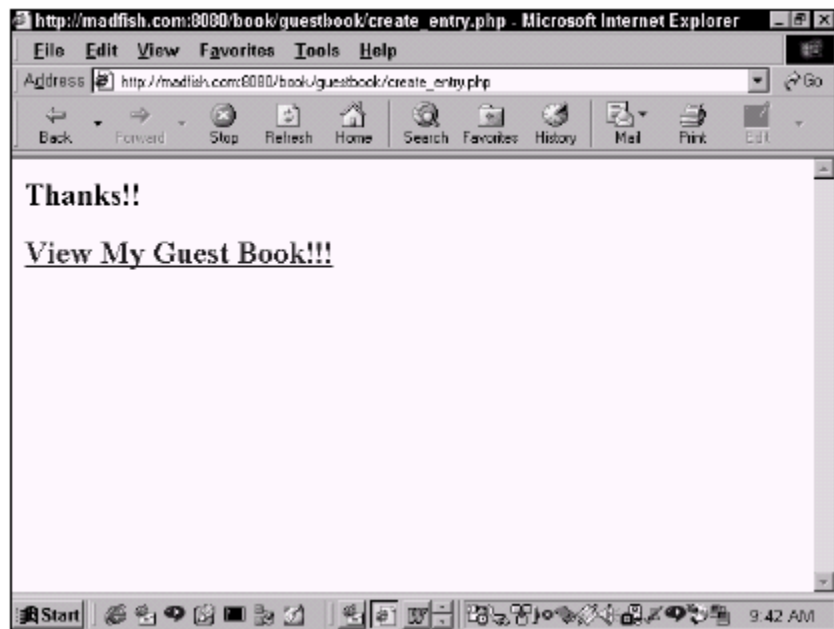 http://madfish.com:8080/book/guestbook/create_entry.php - Microsoft Internet Explorer
File Edit View Favorites Tools Help
Address http://madfish.com:8080/book/guestbook/create_entry.php Go
Back Forward Stop Refresh Home Search Favorites History Mail Print Edit
Thanks!!
View My Guest Book!!!
Start 9:42 AM